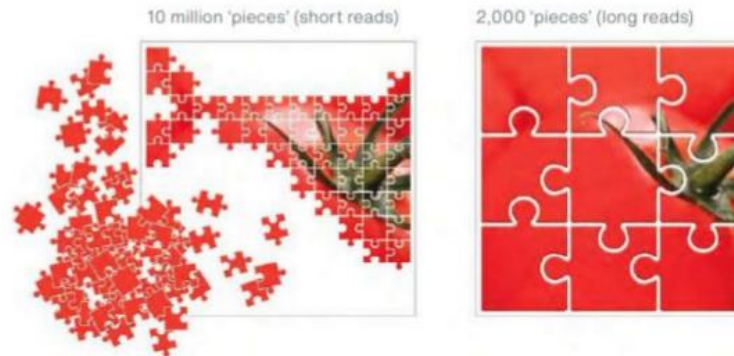 10 million 'pieces' (short reads)
2,000 'pieces' (long reads)